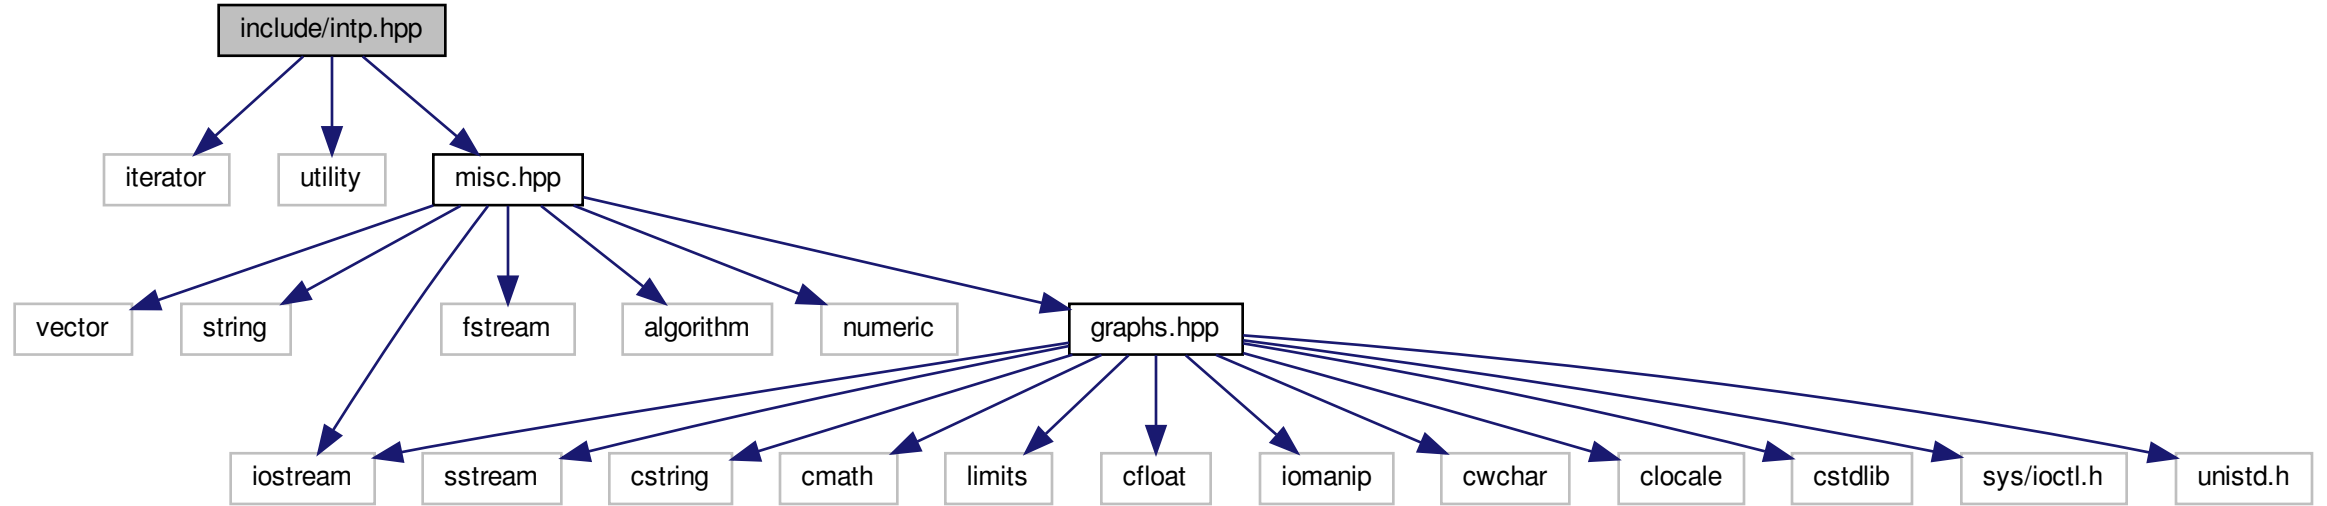 include/intp.hpp
iterator
utility
misc.hpp
vector
string
fstream
algorithm
numeric
graphs.hpp
iostream
sstream
cstring
cmath
limits
cfloat
iomanip
cwchar
clocale
cstdlib
sys/ioctl.h
unistd.h